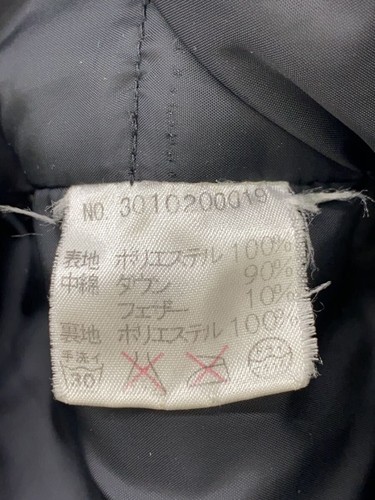 NO. 3010200019
表地 ポリエステル 100%
中綿 ダウン 90%
フェザー 10%
裏地 ポリエステル 100%
手洗イ
30